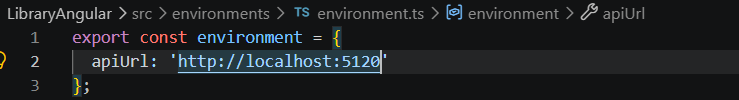 LibraryAngular > src > environments > TS environment.ts > environment > apiUrl
1 export const environment = {
2 apiUrl: 'http://localhost:5120'
3 };